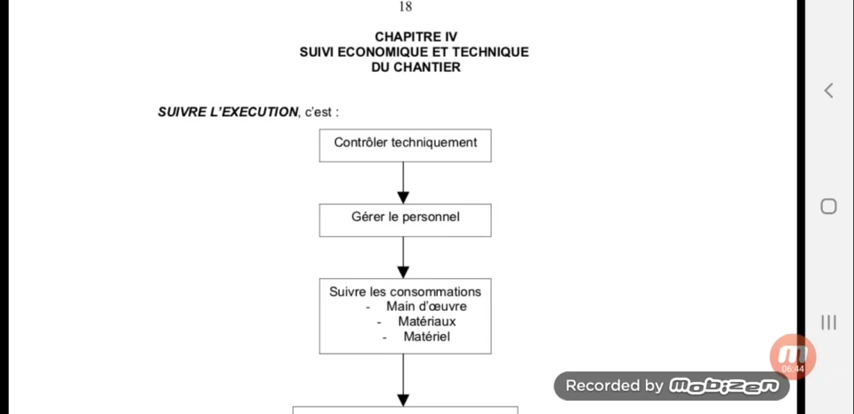 18
CHAPITRE IV
SUIVI ECONOMIQUE ET TECHNIQUE
DU CHANTIER
SUIVRE L'EXECUTION, c'est :
Contrôler techniquement
Gérer le personnel
Suivre les consommations
- Main d'œuvre
- Matériaux
- Matériel
06:44
Recorded by Mobizen